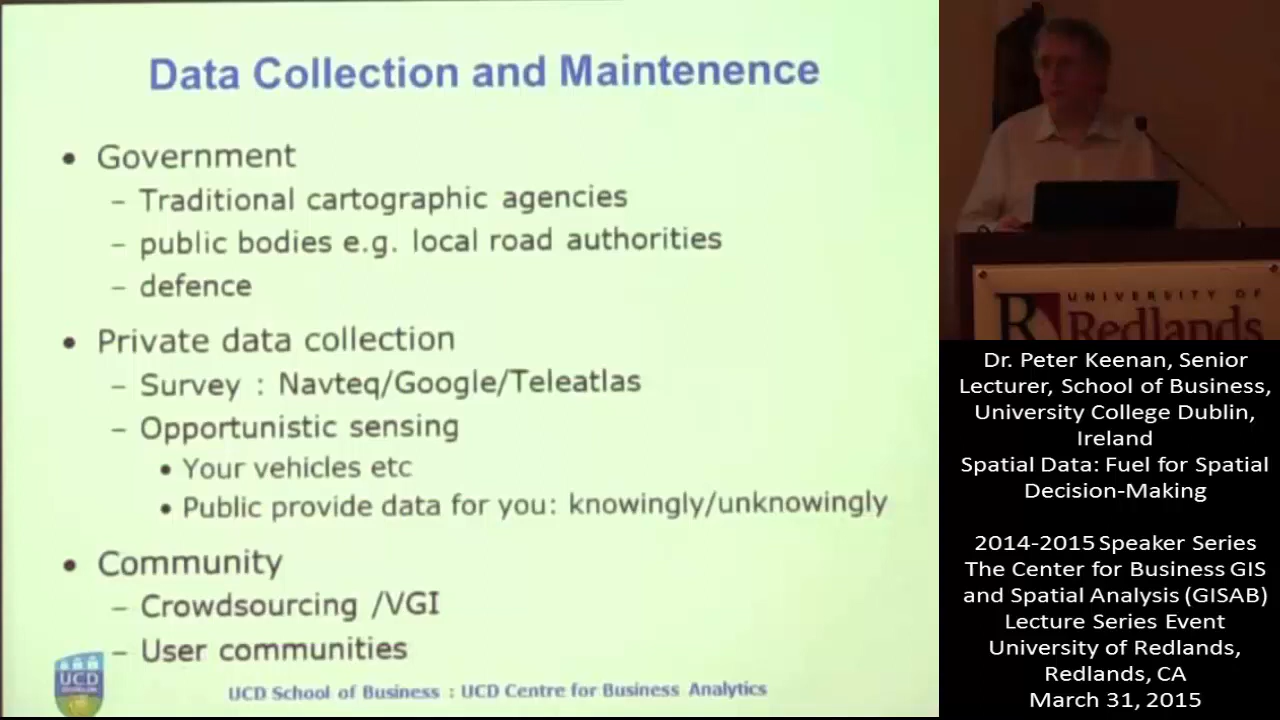 Data Collection and Maintenence
• Government
– Traditional cartographic agencies
– public bodies e.g. local road authorities
– defence
• Private data collection
– Survey : Navteq/Google/Teleatlas
– Opportunistic sensing
• Your vehicles etc
• Public provide data for you: knowingly/unknowingly
• Community
– Crowdsourcing /VGI
– User communities
UCD
DUBLIN
UCD School of Business : UCD Centre for Business Analytics
R UNIVERSITY OF
Redlands
Dr. Peter Keenan, Senior
Lecturer, School of Business,
University College Dublin,
Ireland
Spatial Data: Fuel for Spatial
Decision-Making
2014-2015 Speaker Series
The Center for Business GIS
and Spatial Analysis (GISAB)
Lecture Series Event
University of Redlands,
Redlands, CA
March 31, 2015